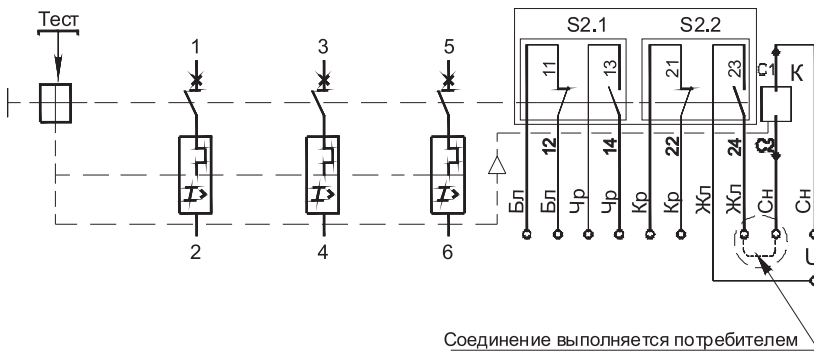 Тест
1
3
5
S2.1
S2.2
11
13
21
23
C1
K
12
14
22
24
C2
Бл
Бл
Чр
Чр
Кр
Кр
Жл
Жл
Сн
Сн
2
4
6
U
Соединение выполняется потребителем